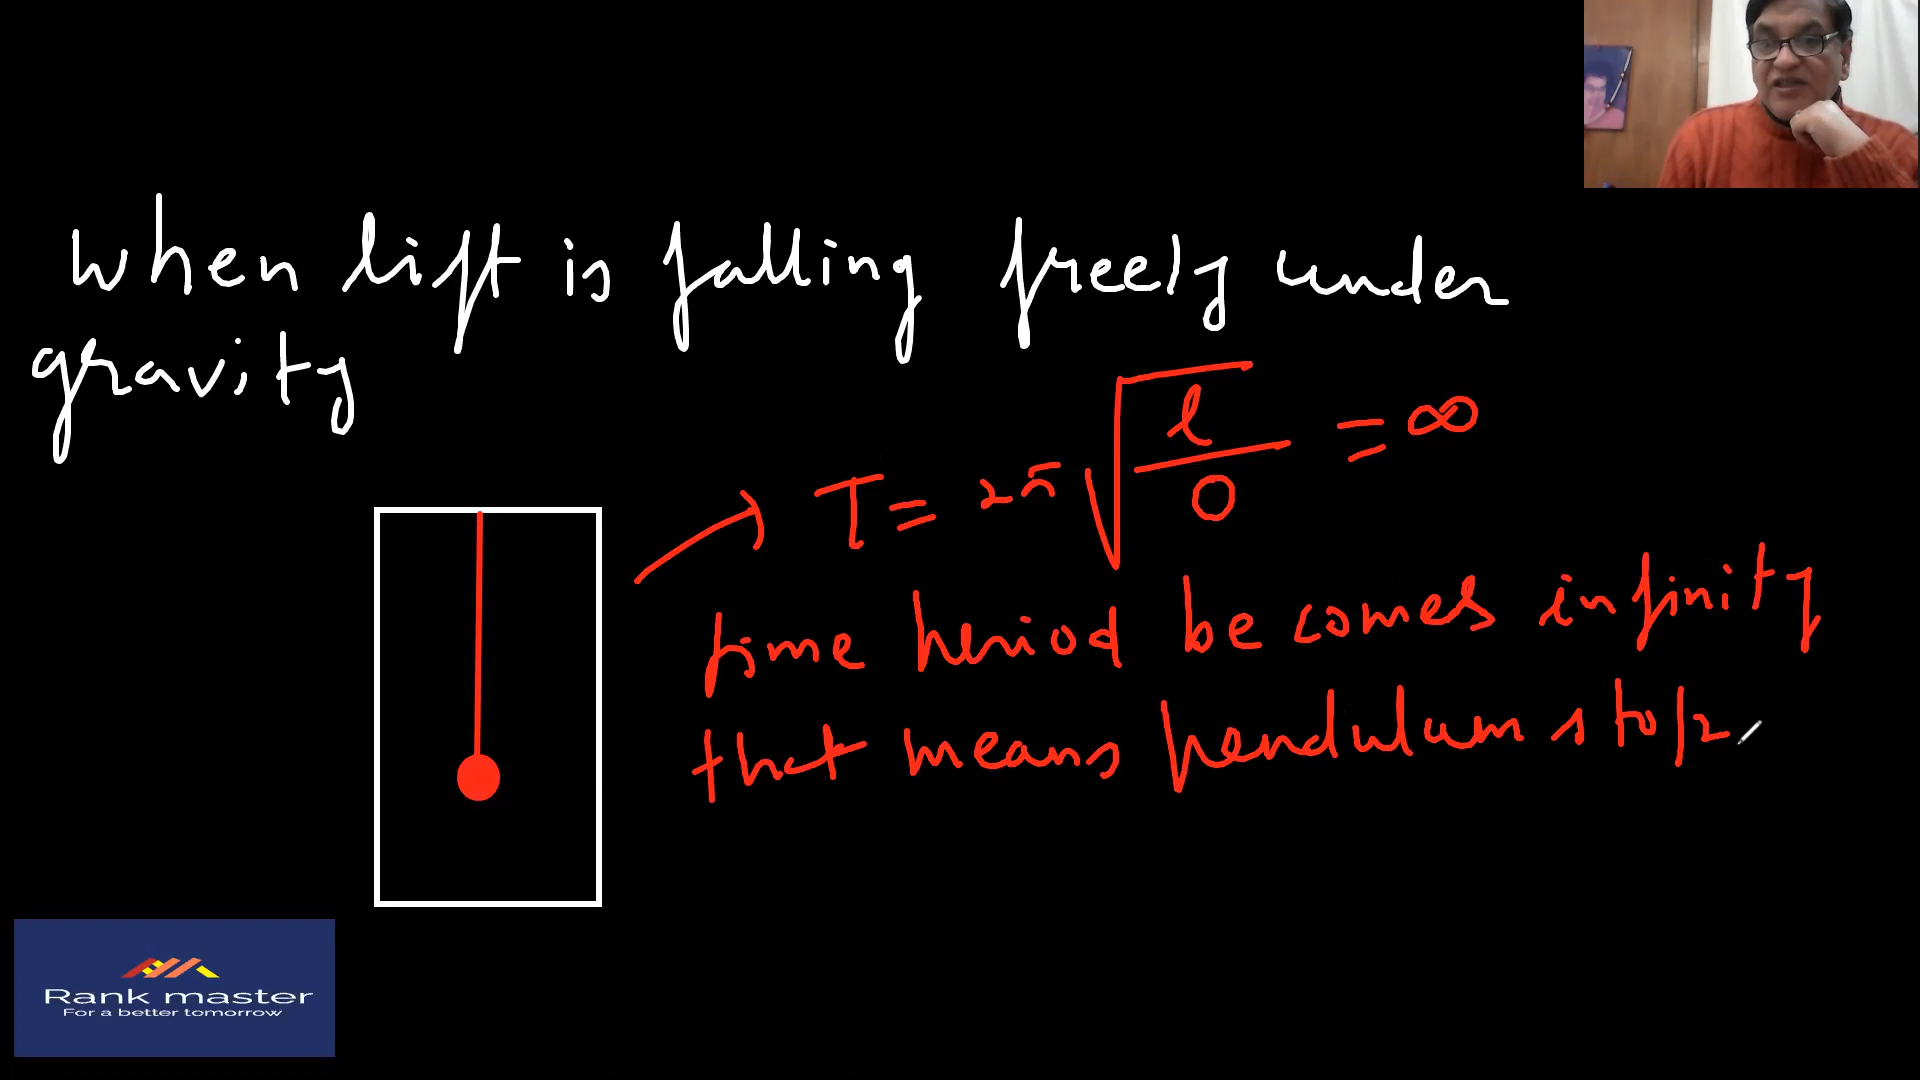 when lift is falling freely under
gravity
T = 2π √(l/0) = ∞
time period becomes infinity
that means pendulum stop
Rank master
For a better tomorrow